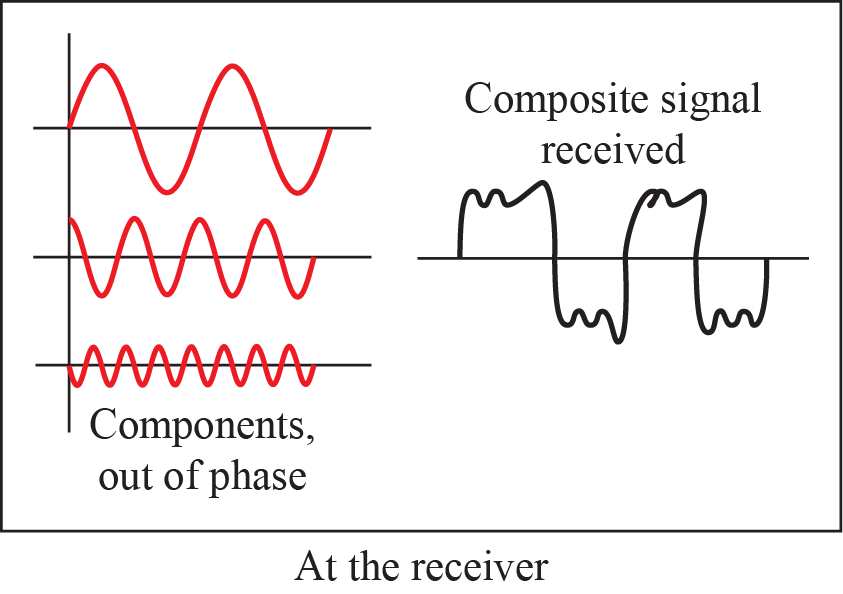 Composite signal
received
Components,
out of phase
At the receiver